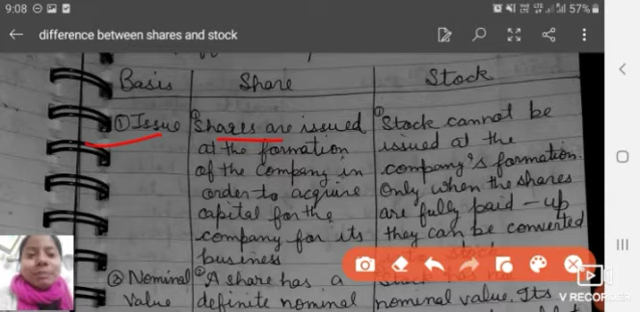 9:08
57%
difference between shares and stock
Basis Share Stock
① Issue ① Shares are issued ① Stock cannot be
at the formation issued at the
of the company in company's formation.
order to acquire Only when the shares
capital for the are fully paid-up
company for its they can be converted
business
② Nominal ② A share has a
Value definite nominal nominal value. Its
V RECORDER